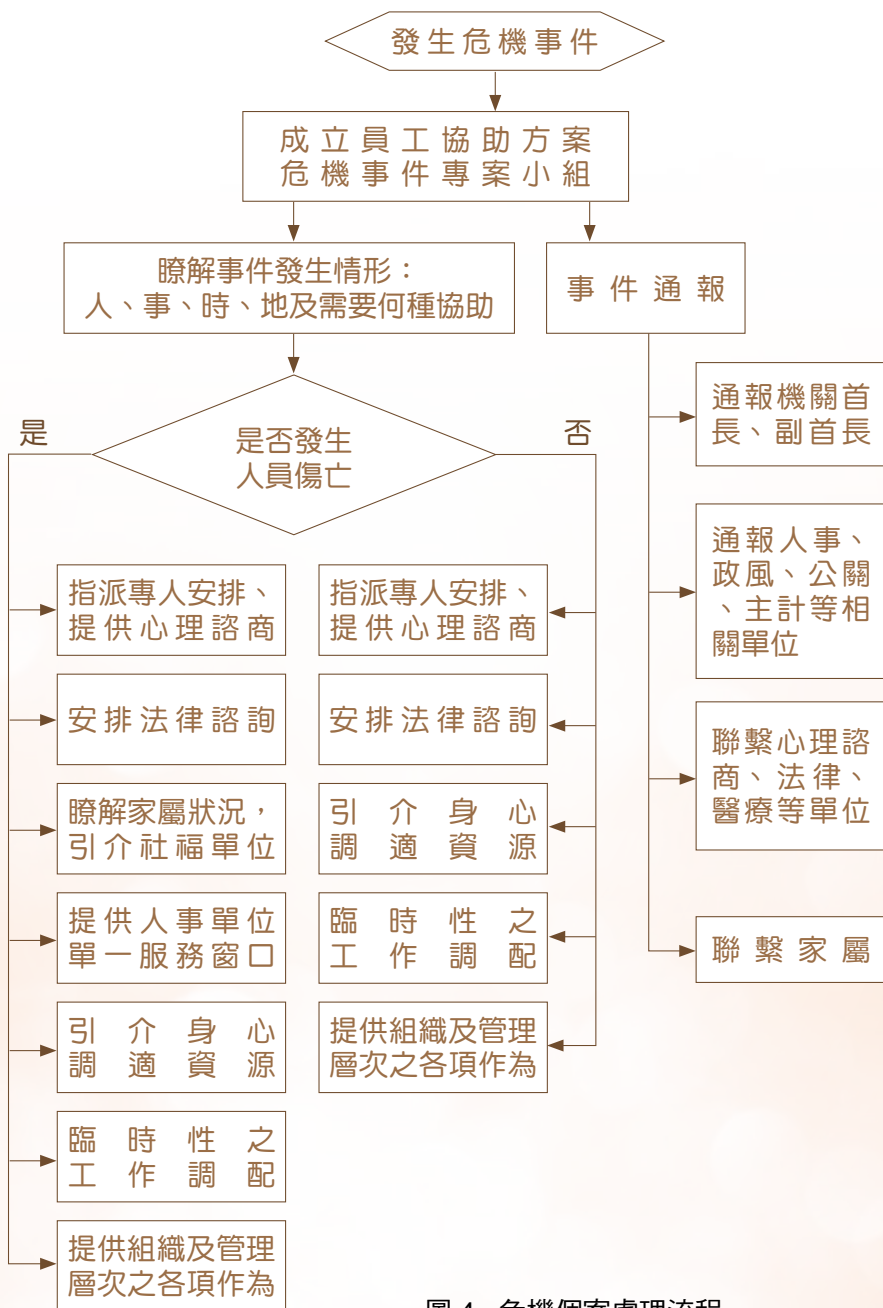 發生危機事件
成立員工協助方案
危機事件專案小組
瞭解事件發生情形：
人、事、時、地及需要何種協助
事件通報
是
是否發生
人員傷亡
否
指派專人安排、
提供心理諮商
安排法律諮詢
瞭解家屬狀況，
引介社福單位
提供人事單位
單一服務窗口
引介身心
調適資源
臨時性之
工作調配
提供組織及管理
層次之各項作為
指派專人安排、
提供心理諮商
安排法律諮詢
引介身心
調適資源
臨時性之
工作調配
提供組織及管理
層次之各項作為
通報機關首
長、副首長
通報人事、
政風、公關
、主計等相
關單位
聯繫心理諮
商、法律、
醫療等單位
聯繫家屬
圖 4 危機個案處理流程